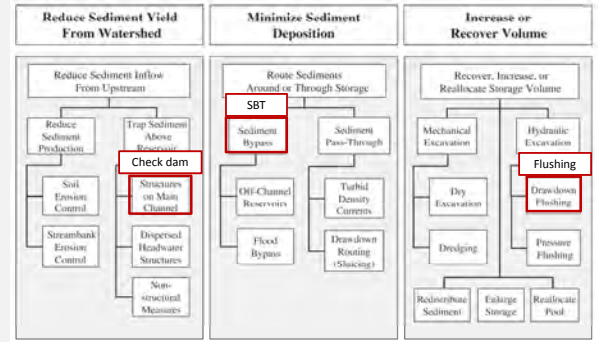 Reduce Sediment Yield
From Watershed
Reduce Sediment Inflow
From Upstream
Reduce
Sediment
Production
Soil
Erosion
Control
Streambank
Erosion
Control
Trap Sediment
Above
Reservoir
Check dam
Structures
on Main
Channel
Dispersed
Headwater
Structures
Non-
structural
Measures
Minimize Sediment
Deposition
Route Sediments
Around or Through Storage
SBT
Sediment
Bypass
Off-Channel
Reservoirs
Flood
Bypass
Sediment
Pass-Through
Turbid
Density
Currents
Drawdown
Routing
(Sluicing)
Increase or
Recover Volume
Recover, Increase, or
Reallocate Storage Volume
Mechanical
Excavation
Dry
Excavation
Dredging
Hydraulic
Excavation
Flushing
Drawdown
Flushing
Pressure
Flushing
Redistribute
Sediment
Enlarge
Storage
Reallocate
Pool